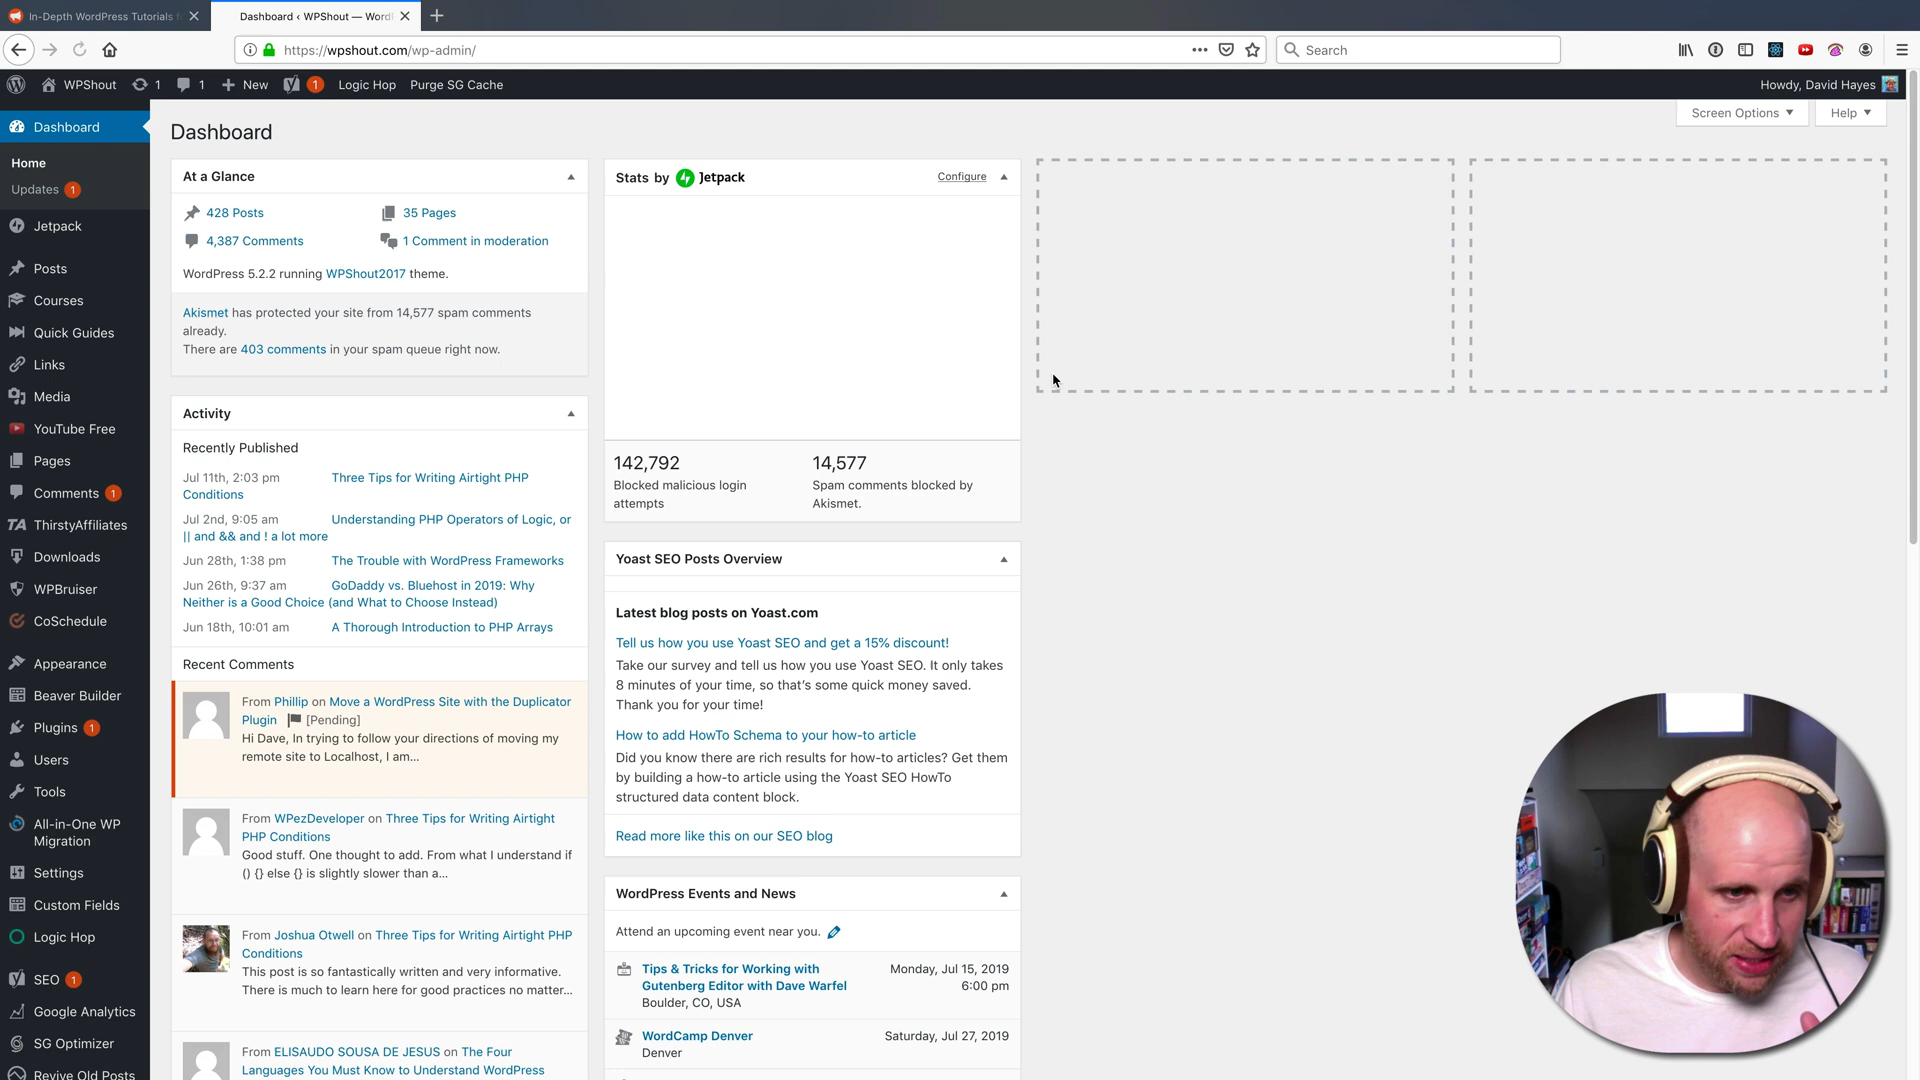 In-Depth WordPress Tutorials
Dashboard ‹ WPShout — Word
https://wpshout.com/wp-admin/
Search
WPShout
1
1
New
1
Logic Hop
Purge SG Cache
Howdy, David Hayes
Dashboard
Home
Updates 1
Jetpack
Posts
Courses
Quick Guides
Links
Media
YouTube Free
Pages
Comments 1
ThirstyAffiliates
Downloads
WPBruiser
CoSchedule
Appearance
Beaver Builder
Plugins 1
Users
Tools
All-in-One WP
Migration
Settings
Custom Fields
Logic Hop
SEO 1
Google Analytics
SG Optimizer
Revive Old Posts
Dashboard
Screen Options
Help
At a Glance
428 Posts
35 Pages
4,387 Comments
1 Comment in moderation
WordPress 5.2.2 running WPShout2017 theme.
Akismet has protected your site from 14,577 spam comments
already.
There are 403 comments in your spam queue right now.
Activity
Recently Published
Jul 11th, 2:03 pm Three Tips for Writing Airtight PHP
Conditions
Jul 2nd, 9:05 am Understanding PHP Operators of Logic, or
|| and && and ! a lot more
Jun 28th, 1:38 pm The Trouble with WordPress Frameworks
Jun 26th, 9:37 am GoDaddy vs. Bluehost in 2019: Why
Neither is a Good Choice (and What to Choose Instead)
Jun 18th, 10:01 am A Thorough Introduction to PHP Arrays
Recent Comments
From Phillip on Move a WordPress Site with the Duplicator
Plugin [Pending]
Hi Dave, In trying to follow your directions of moving my
remote site to Localhost, I am...
From WPezDeveloper on Three Tips for Writing Airtight
PHP Conditions
Good stuff. One thought to add. From what I understand if
() {} else {} is slightly slower than a...
From Joshua Otwell on Three Tips for Writing Airtight PHP
Conditions
This post is so fantastically written and very informative.
There is much to learn here for good practices no matter...
From ELISAUDO SOUSA DE JESUS on The Four
Languages You Must Know to Understand WordPress
Stats by Jetpack
Configure
142,792
Blocked malicious login
attempts
14,577
Spam comments blocked by
Akismet.
Yoast SEO Posts Overview
Latest blog posts on Yoast.com
Tell us how you use Yoast SEO and get a 15% discount!
Take our survey and tell us how you use Yoast SEO. It only takes
8 minutes of your time, so that's some quick money saved.
Thank you for your time!
How to add HowTo Schema to your how-to article
Did you know there are rich results for how-to articles? Get them
by building a how-to article using the Yoast SEO HowTo
structured data content block.
Read more like this on our SEO blog
WordPress Events and News
Attend an upcoming event near you.
Tips & Tricks for Working with
Gutenberg Editor with Dave Warfel
Boulder, CO, USA
Monday, Jul 15, 2019
6:00 pm
WordCamp Denver
Denver
Saturday, Jul 27, 2019